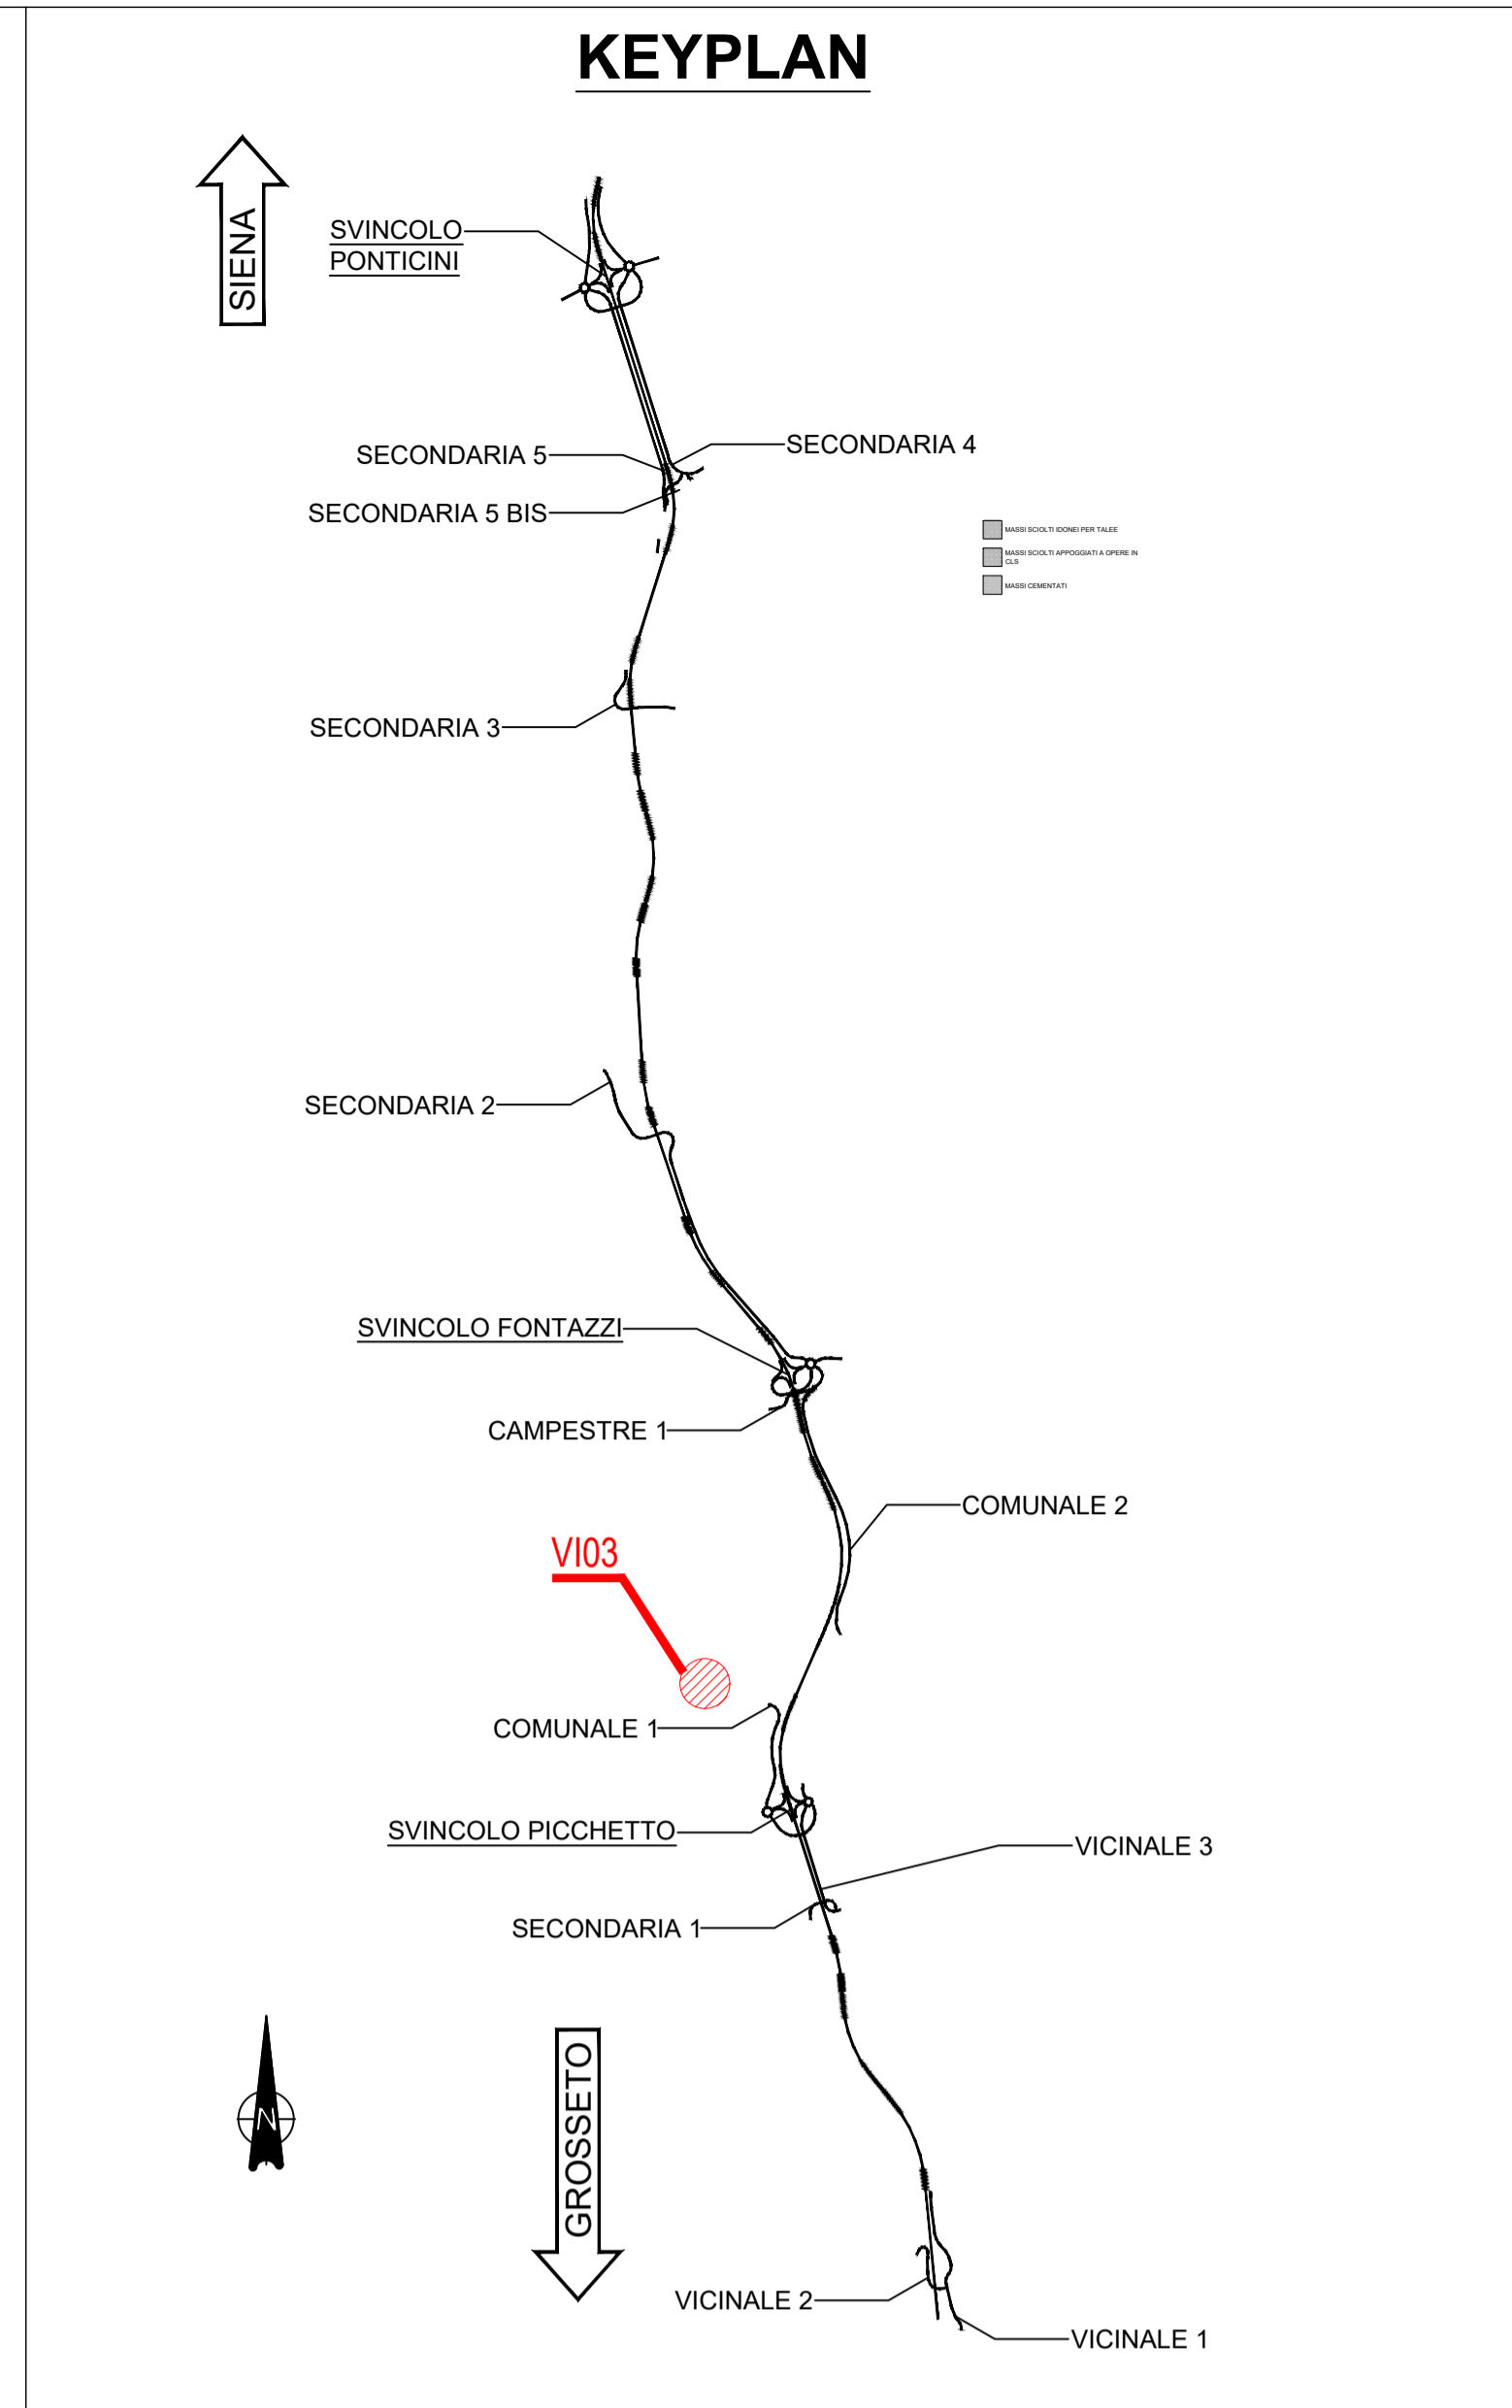 KEYPLAN
SIENA
SVINCOLO
PONTICINI
SECONDARIA 4
SECONDARIA 5
SECONDARIA 5 BIS
MASSI SCIOLTI IDONEI PER TALEE
MASSI SCIOLTI APPOGGIATI A OPERE IN
CLS
MASSI CEMENTATI
SECONDARIA 3
SECONDARIA 2
SVINCOLO FONTAZZI
CAMPESTRE 1
COMUNALE 2
VI03
COMUNALE 1
SVINCOLO PICCHETTO
VICINALE 3
SECONDARIA 1
N
GROSSETO
VICINALE 2
VICINALE 1